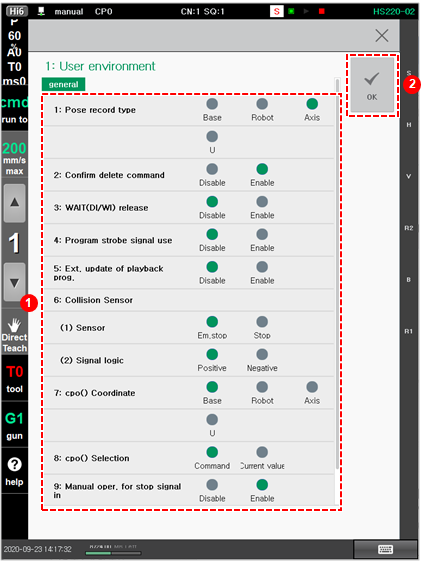 Hi6 manual CP0 CN:1 SQ:1 S HS220-02
P
60
%
A0
T0
ms0
cmd
run to
200
mm/s
max
1
Direct
Teach
T0
tool
G1
gun
help
1: User environment
general
1: Pose record type
Base Robot Axis
U
2: Confirm delete command
Disable Enable
3: WAIT(DI/WI) release
Disable Enable
4: Program strobe signal use
Disable Enable
5: Ext. update of playback
prog.
Disable Enable
6: Collision Sensor
(1) Sensor
Em.stop Stop
(2) Signal logic
Positive Negative
7: cpo() Coordinate
Base Robot Axis
U
8: cpo() Selection
Command Current value
9: Manual oper. for stop signal
in
Disable Enable
OK
1
2
S
H
V
R2
B
R1
2020-09-23 14:17:32